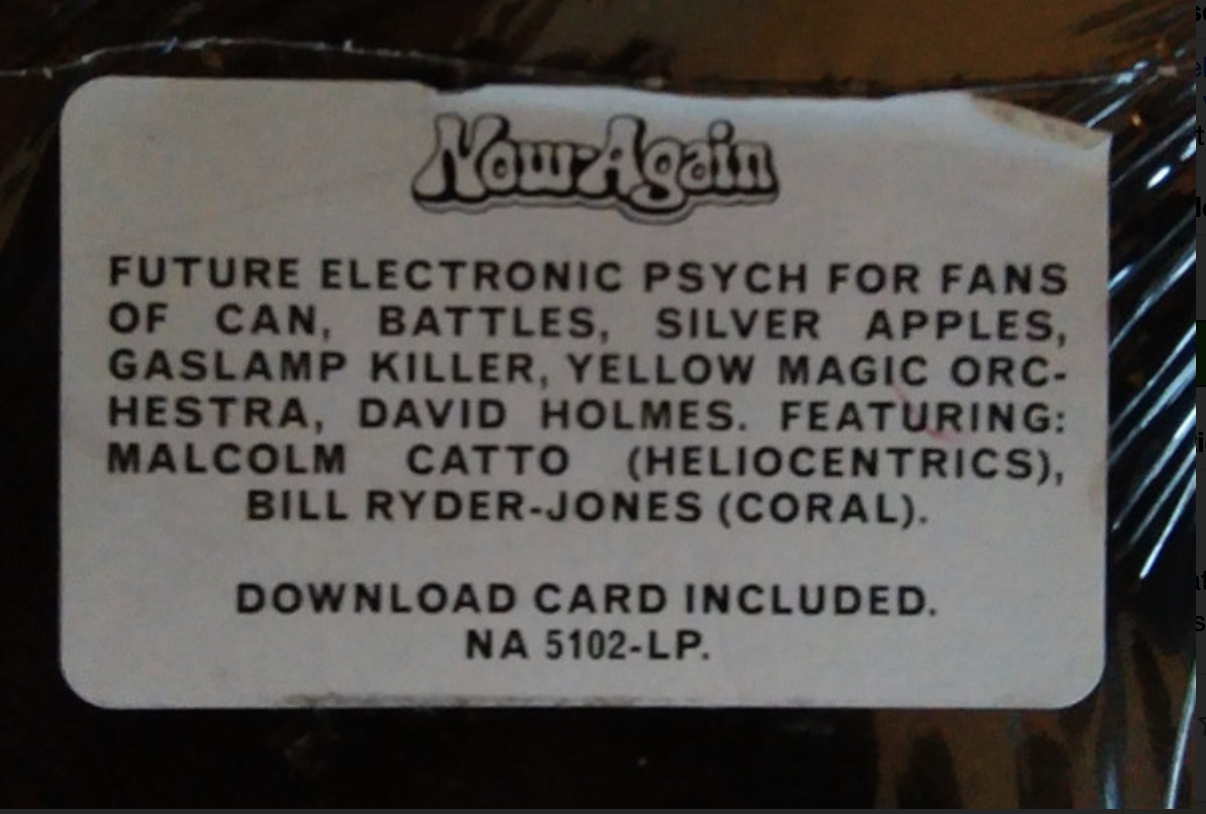 Now-Again
FUTURE ELECTRONIC PSYCH FOR FANS
OF CAN, BATTLES, SILVER APPLES,
GASLAMP KILLER, YELLOW MAGIC ORC-
HESTRA, DAVID HOLMES. FEATURING:
MALCOLM CATTO (HELIOCENTRICS),
BILL RYDER-JONES (CORAL).
DOWNLOAD CARD INCLUDED.
NA 5102-LP.